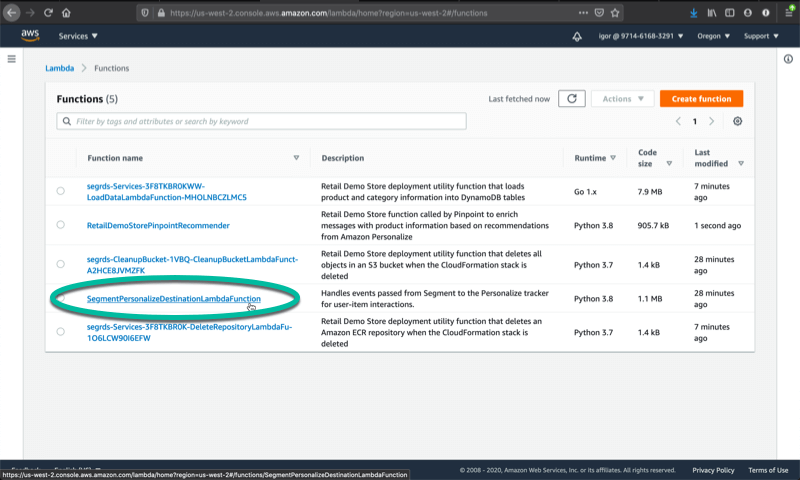 https://us-west-2.console.aws.amazon.com/lambda/home?region=us-west-2#/functions
aws
Services
igor @ 9714-6168-3291
Oregon
Support
Lambda > Functions
Functions (5)
Last fetched now
Actions
Create function
Filter by tags and attributes or search by keyword
1
Function name
Description
Runtime
Code size
Last modified
segrds-Services-3F8TKBR0KWW-
LoadDataLambdaFunction-MHOLNBCZLMC5
Retail Demo Store deployment utility function that loads
product and category information into DynamoDB tables
Go 1.x
7.9 MB
7 minutes
ago
RetailDemoStorePinpointRecommender
Retail Demo Store function called by Pinpoint to enrich
messages with product information based on recommendations
from Amazon Personalize
Python 3.8
905.7 kB
1 second ago
segrds-CleanupBucket-1VBQ-CleanupBucketLambdaFunct-
A2HCE8JVMZFK
Retail Demo Store deployment utility function that deletes all
objects in an S3 bucket when the CloudFormation stack is
deleted
Python 3.7
1.4 kB
28 minutes
ago
SegmentPersonalizeDestinationLambdaFunction
Handles events passed from Segment to the Personalize tracker
for user-item interactions.
Python 3.8
1.1 MB
28 minutes
ago
segrds-Services-3F8TKBR0K-DeleteRepositoryLambdaFu-
1O6LCW90I6EFW
Retail Demo Store deployment utility function that deletes an
Amazon ECR repository when the CloudFormation stack is
deleted
Python 3.7
1.4 kB
7 minutes
ago
© 2008 - 2020, Amazon Web Services, Inc. or its affiliates. All rights reserved.
Privacy Policy
Terms of Use
https://us-west-2.console.aws.amazon.com/lambda/home?region=us-west-2#/functions/SegmentPersonalizeDestinationLambdaFunction